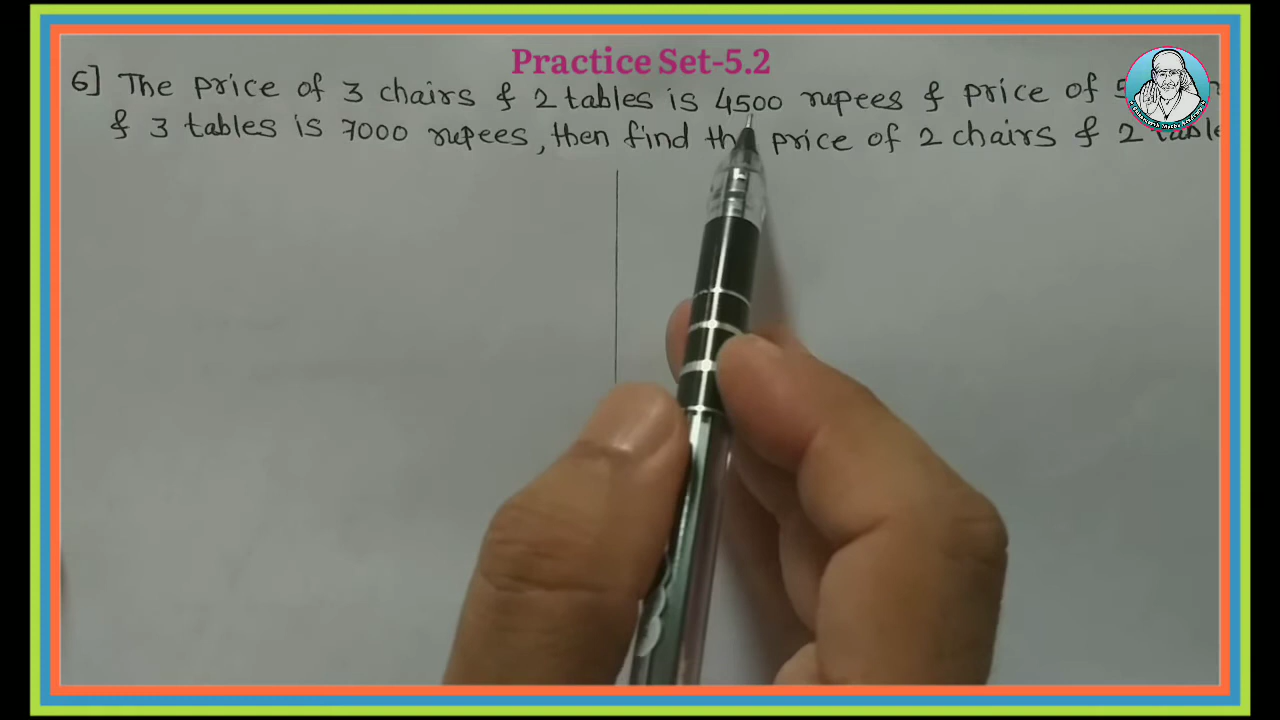 Practice Set-5.2
6] The price of 3 chairs & 2 tables is 4500 rupees & price of 5
& 3 tables is 7000 rupees, then find the price of 2 chairs & 2